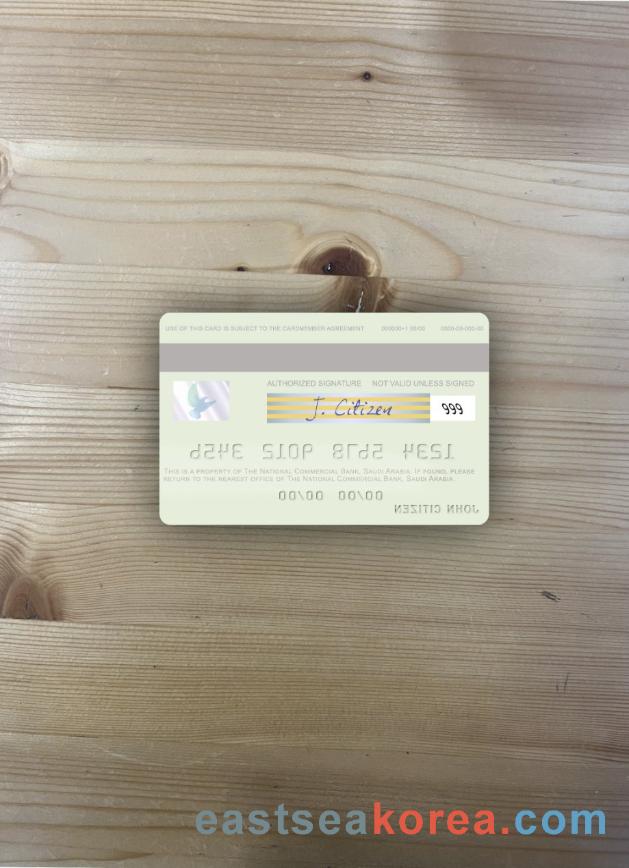 USE OF THIS CARD IS SUBJECT TO THE CARDMEMBER AGREEMENT 000000+1 00/00 0000-00-000-00
AUTHORIZED SIGNATURE NOT VALID UNLESS SIGNED
J. Citizen 999
1234 5678 9012 3456
THIS IS A PROPERTY OF THE NATIONAL COMMERCIAL BANK, SAUDI ARABIA. IF FOUND, PLEASE
RETURN TO THE NEAREST OFFICE OF THE NATIONAL COMMERCIAL BANK, SAUDI ARABIA.
00/00 00/00
JOHN CITIZEN
eastseakorea.com